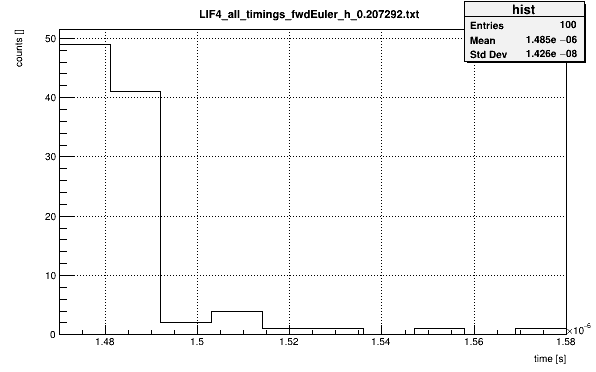 LIF4_all_timings_fwdEuler_h_0.207292.txt
hist
Entries 100
Mean 1.485e −06
Std Dev 1.426e −08
counts []
50
40
30
20
10
0
1.48 1.5 1.52 1.54 1.56 1.58
×10−6
time [s]